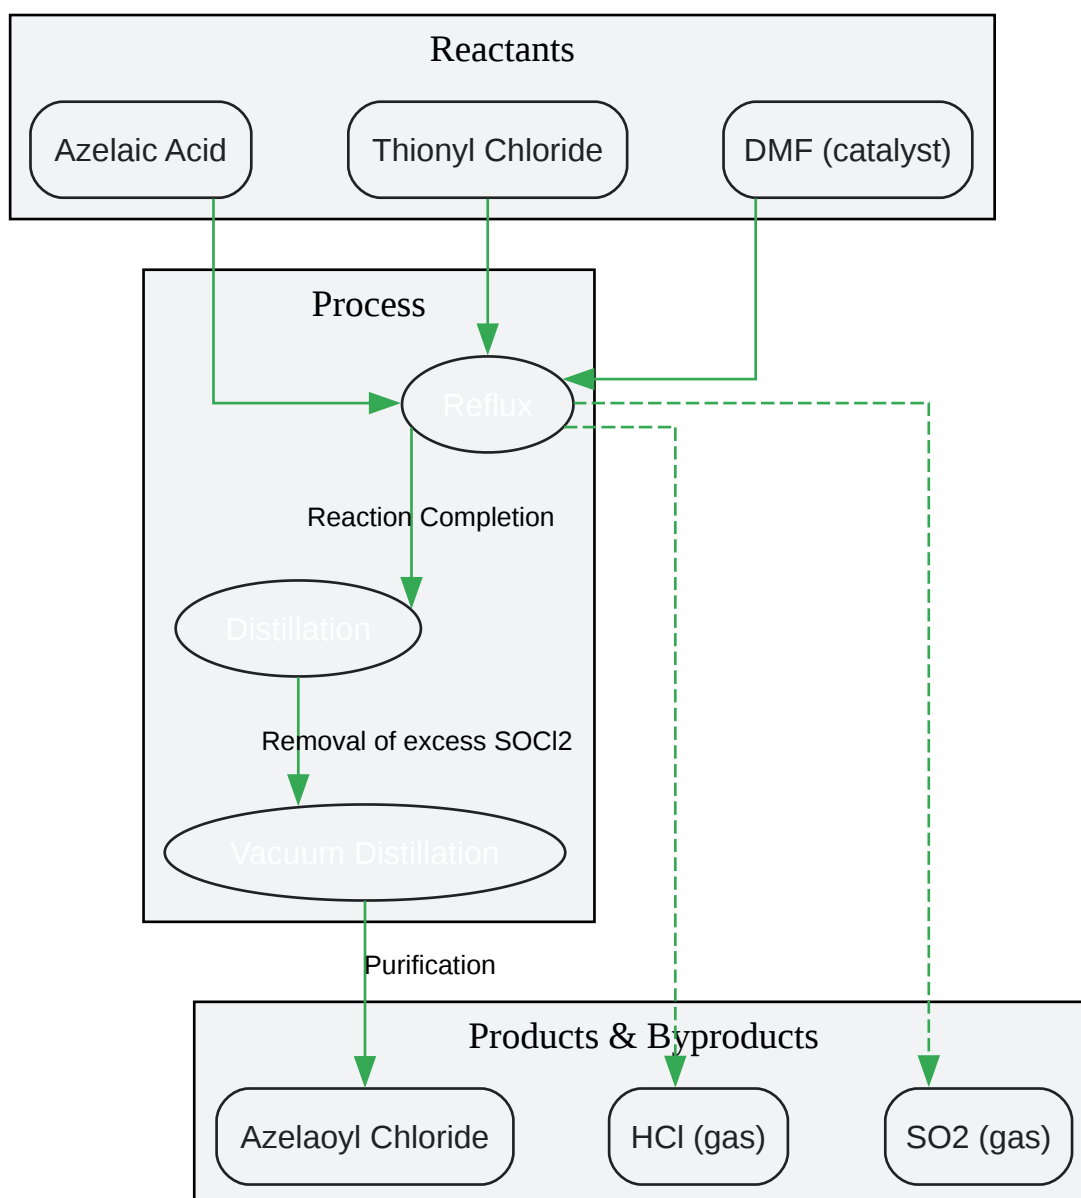 Reactants
Azelaic Acid
Thionyl Chloride
DMF (catalyst)
Process
Reflux
Reaction Completion
Distillation
Removal of excess SOCl2
Vacuum Distillation
Purification
Products & Byproducts
Azelaoyl Chloride
HCl (gas)
SO2 (gas)